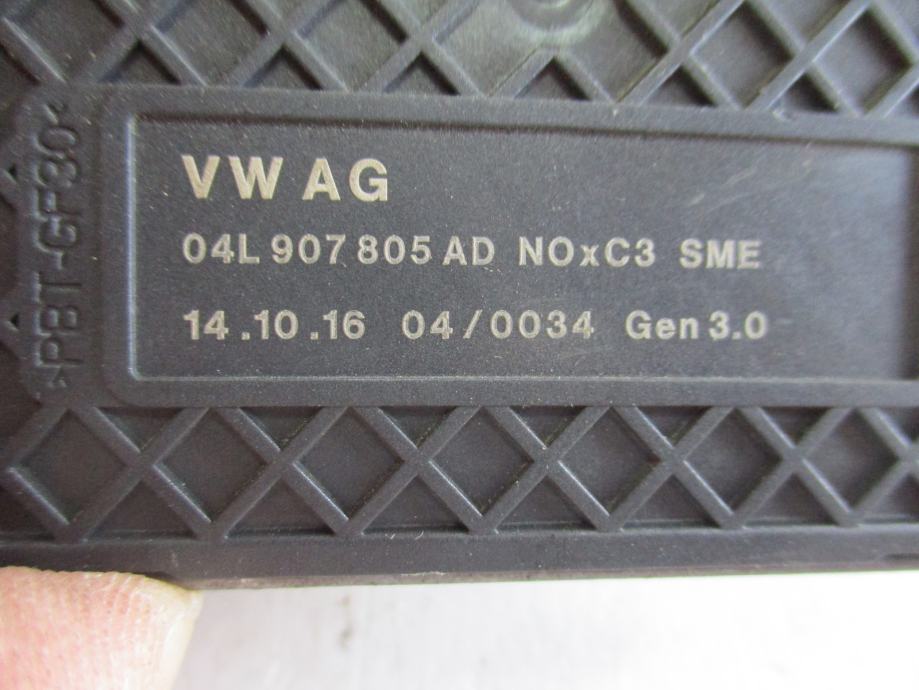 VW AG
04L 907 805 AD NOxC3 SME
14.10.16 04/0034 Gen 3.0
>PBT-GF30<